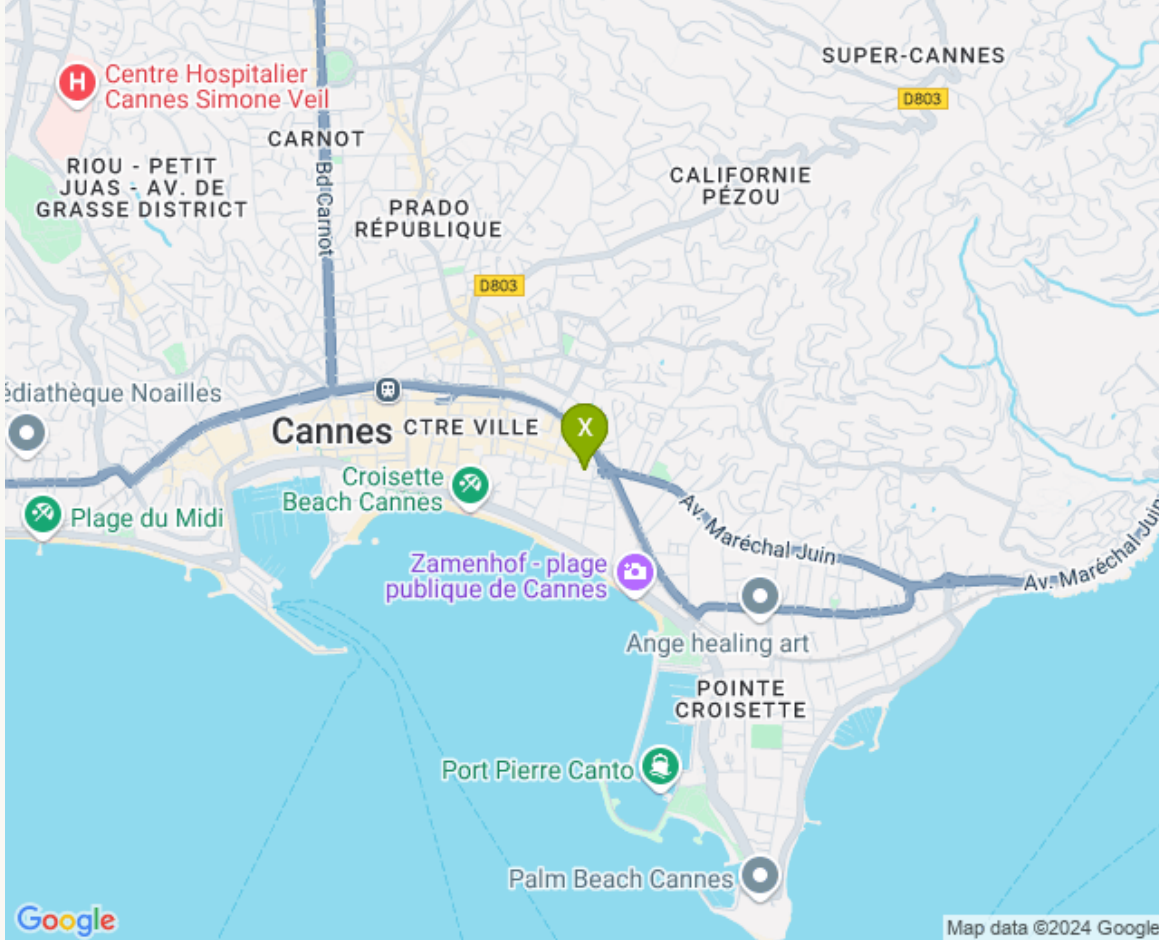 SUPER-CANNES
Centre Hospitalier
Cannes Simone Veil
D803
CARNOT
RIOU - PETIT
JUAS - AV. DE
GRASSE DISTRICT
Bd Carnot
CALIFORNIE
PÉZOU
PRADO
RÉPUBLIQUE
D803
édiathèque Noailles
Cannes
CTRE VILLE
X
Croisette
Beach Cannes
Plage du Midi
Av. Maréchal Juin
Av. Maréchal Juin
Zamenhof - plage
publique de Cannes
Ange healing art
POINTE
CROISETTE
Port Pierre Canto
Palm Beach Cannes
Google
Map data ©2024 Google